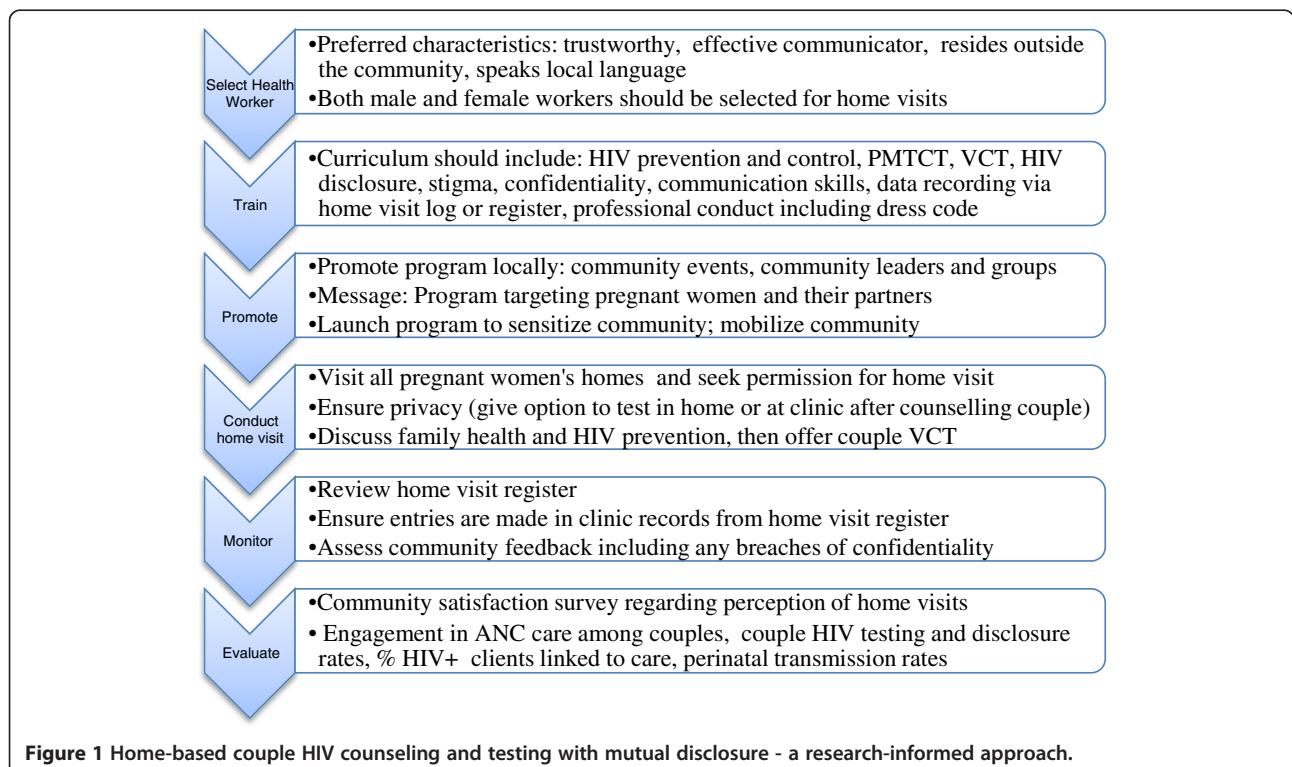 Select Health
Worker
•Preferred characteristics: trustworthy, effective communicator, resides outside
the community, speaks local language
•Both male and female workers should be selected for home visits
Train
•Curriculum should include: HIV prevention and control, PMTCT, VCT, HIV
disclosure, stigma, confidentiality, communication skills, data recording via
home visit log or register, professional conduct including dress code
Promote
•Promote program locally: community events, community leaders and groups
•Message: Program targeting pregnant women and their partners
•Launch program to sensitize community; mobilize community
Conduct
home visit
•Visit all pregnant women's homes and seek permission for home visit
•Ensure privacy (give option to test in home or at clinic after counselling couple)
•Discuss family health and HIV prevention, then offer couple VCT
Monitor
•Review home visit register
•Ensure entries are made in clinic records from home visit register
•Assess community feedback including any breaches of confidentiality
Evaluate
•Community satisfaction survey regarding perception of home visits
• Engagement in ANC care among couples, couple HIV testing and disclosure
rates, % HIV+ clients linked to care, perinatal transmission rates
Figure 1 Home-based couple HIV counseling and testing with mutual disclosure - a research-informed approach.